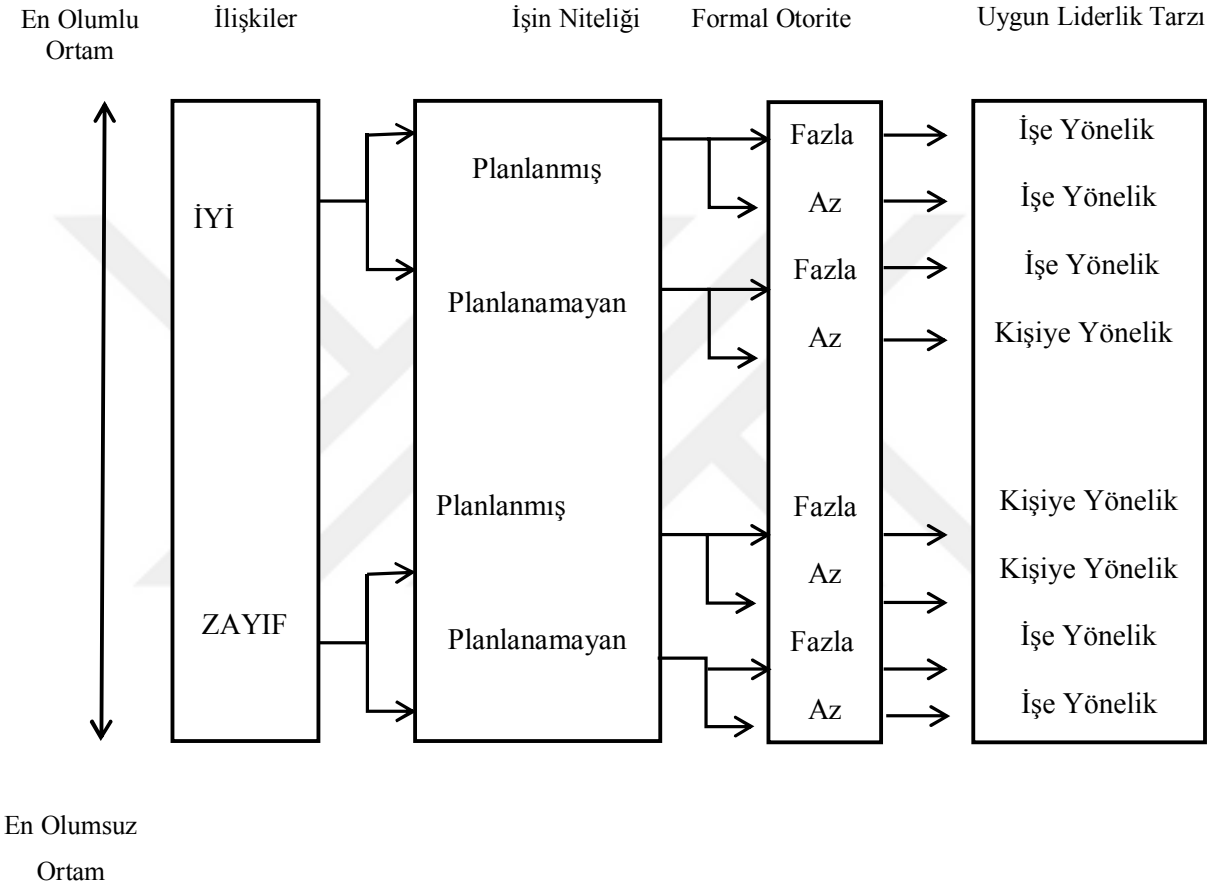 En Olumlu
Ortam
İlişkiler
İşin Niteliği
Formal Otorite
Uygun Liderlik Tarzı
İYİ
Planlanmış
Fazla
İşe Yönelik
Az
İşe Yönelik
Planlanamayan
Fazla
İşe Yönelik
Az
Kişiye Yönelik
ZAYIF
Planlanmış
Fazla
Kişiye Yönelik
Az
Kişiye Yönelik
Planlanamayan
Fazla
İşe Yönelik
Az
İşe Yönelik
En Olumsuz
Ortam